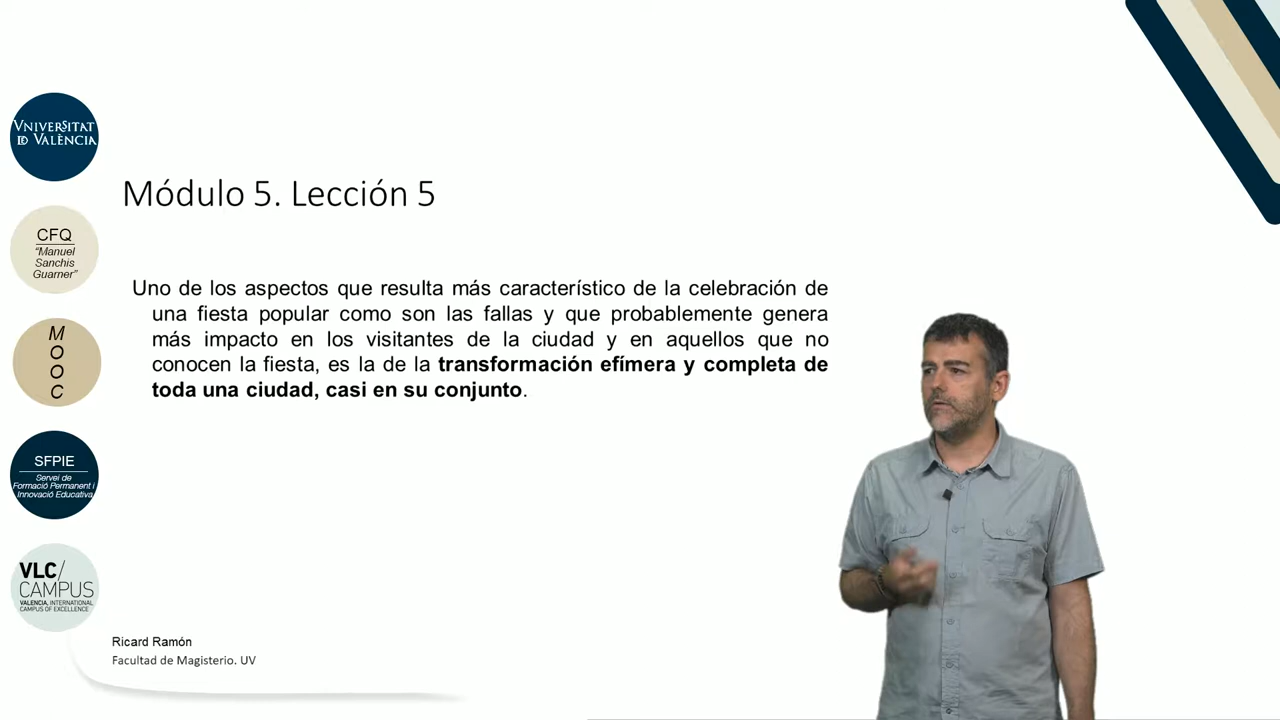 VNIVERSITAT
ID VALÈNCIA
CFQ
“Manuel
Sanchis
Guarner”
M
O
O
C
SFPIE
Servei de
Formació Permanent i
Innovació Educativa
VLC/
CAMPUS
VALENCIA, INTERNATIONAL
CAMPUS OF EXCELLENCE
Módulo 5. Lección 5
Uno de los aspectos que resulta más característico de la celebración de
una fiesta popular como son las fallas y que probablemente genera
más impacto en los visitantes de la ciudad y en aquellos que no
conocen la fiesta, es la de la transformación efímera y completa de
toda una ciudad, casi en su conjunto.
Ricard Ramón
Facultad de Magisterio. UV